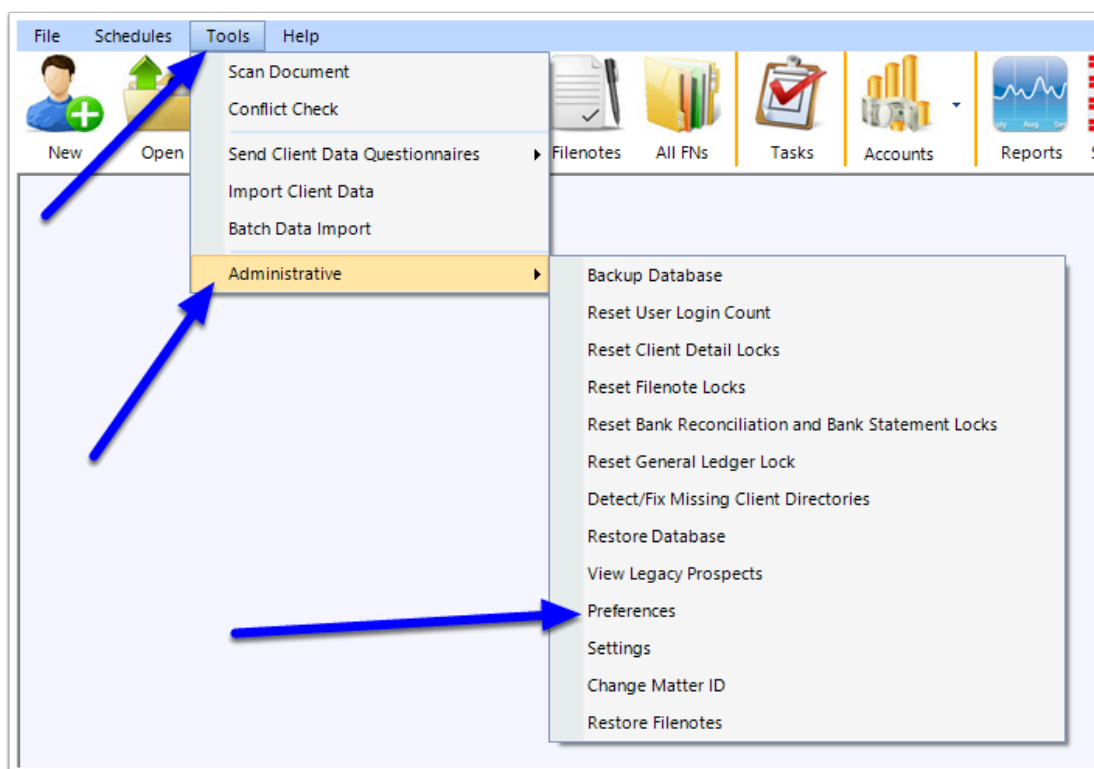 File Schedules Tools Help
Scan Document
Conflict Check
Send Client Data Questionnaires
Import Client Data
Batch Data Import
Administrative
New Open Filenotes All FNs Tasks Accounts Reports
July Aug
Backup Database
Reset User Login Count
Reset Client Detail Locks
Reset Filenote Locks
Reset Bank Reconciliation and Bank Statement Locks
Reset General Ledger Lock
Detect/Fix Missing Client Directories
Restore Database
View Legacy Prospects
Preferences
Settings
Change Matter ID
Restore Filenotes